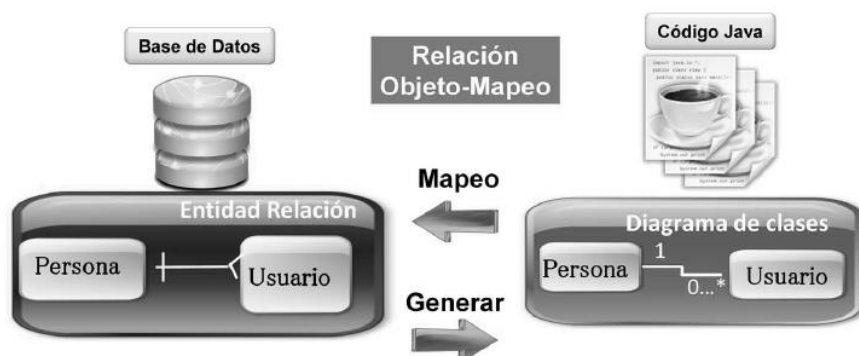 Base de Datos
Relación
Objeto-Mapeo
Código Java
Mapeo
Entidad Relación
Persona
Usuario
Diagrama de clases
Persona
1
0...*
Usuario
Generar